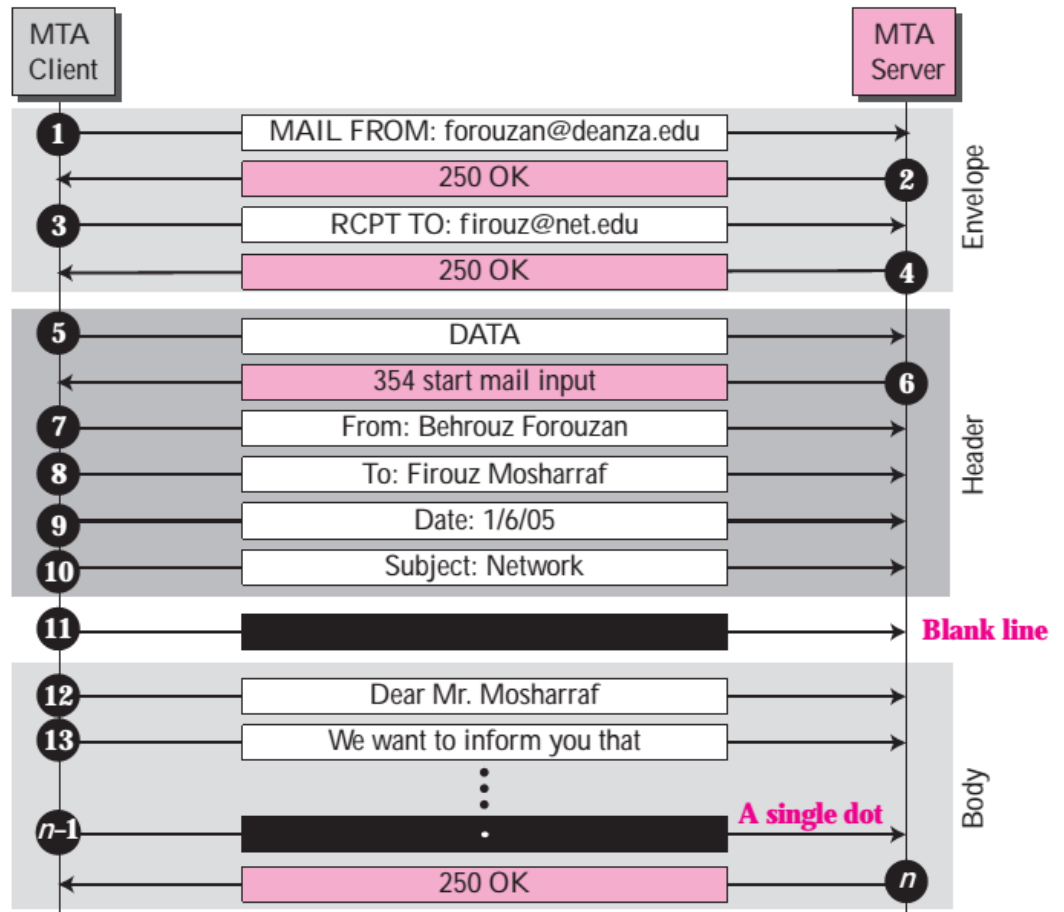 MTA
Client
MTA
Server
1
MAIL FROM: forouzan@deanza.edu
250 OK
2
3
RCPT TO: firouz@net.edu
250 OK
4
Envelope
5
DATA
354 start mail input
6
7
From: Behrouz Forouzan
8
To: Firouz Mosharraf
9
Date: 1/6/05
10
Subject: Network
Header
11
Blank line
12
Dear Mr. Mosharraf
13
We want to inform you that
n–1
.
A single dot
250 OK
n
Body